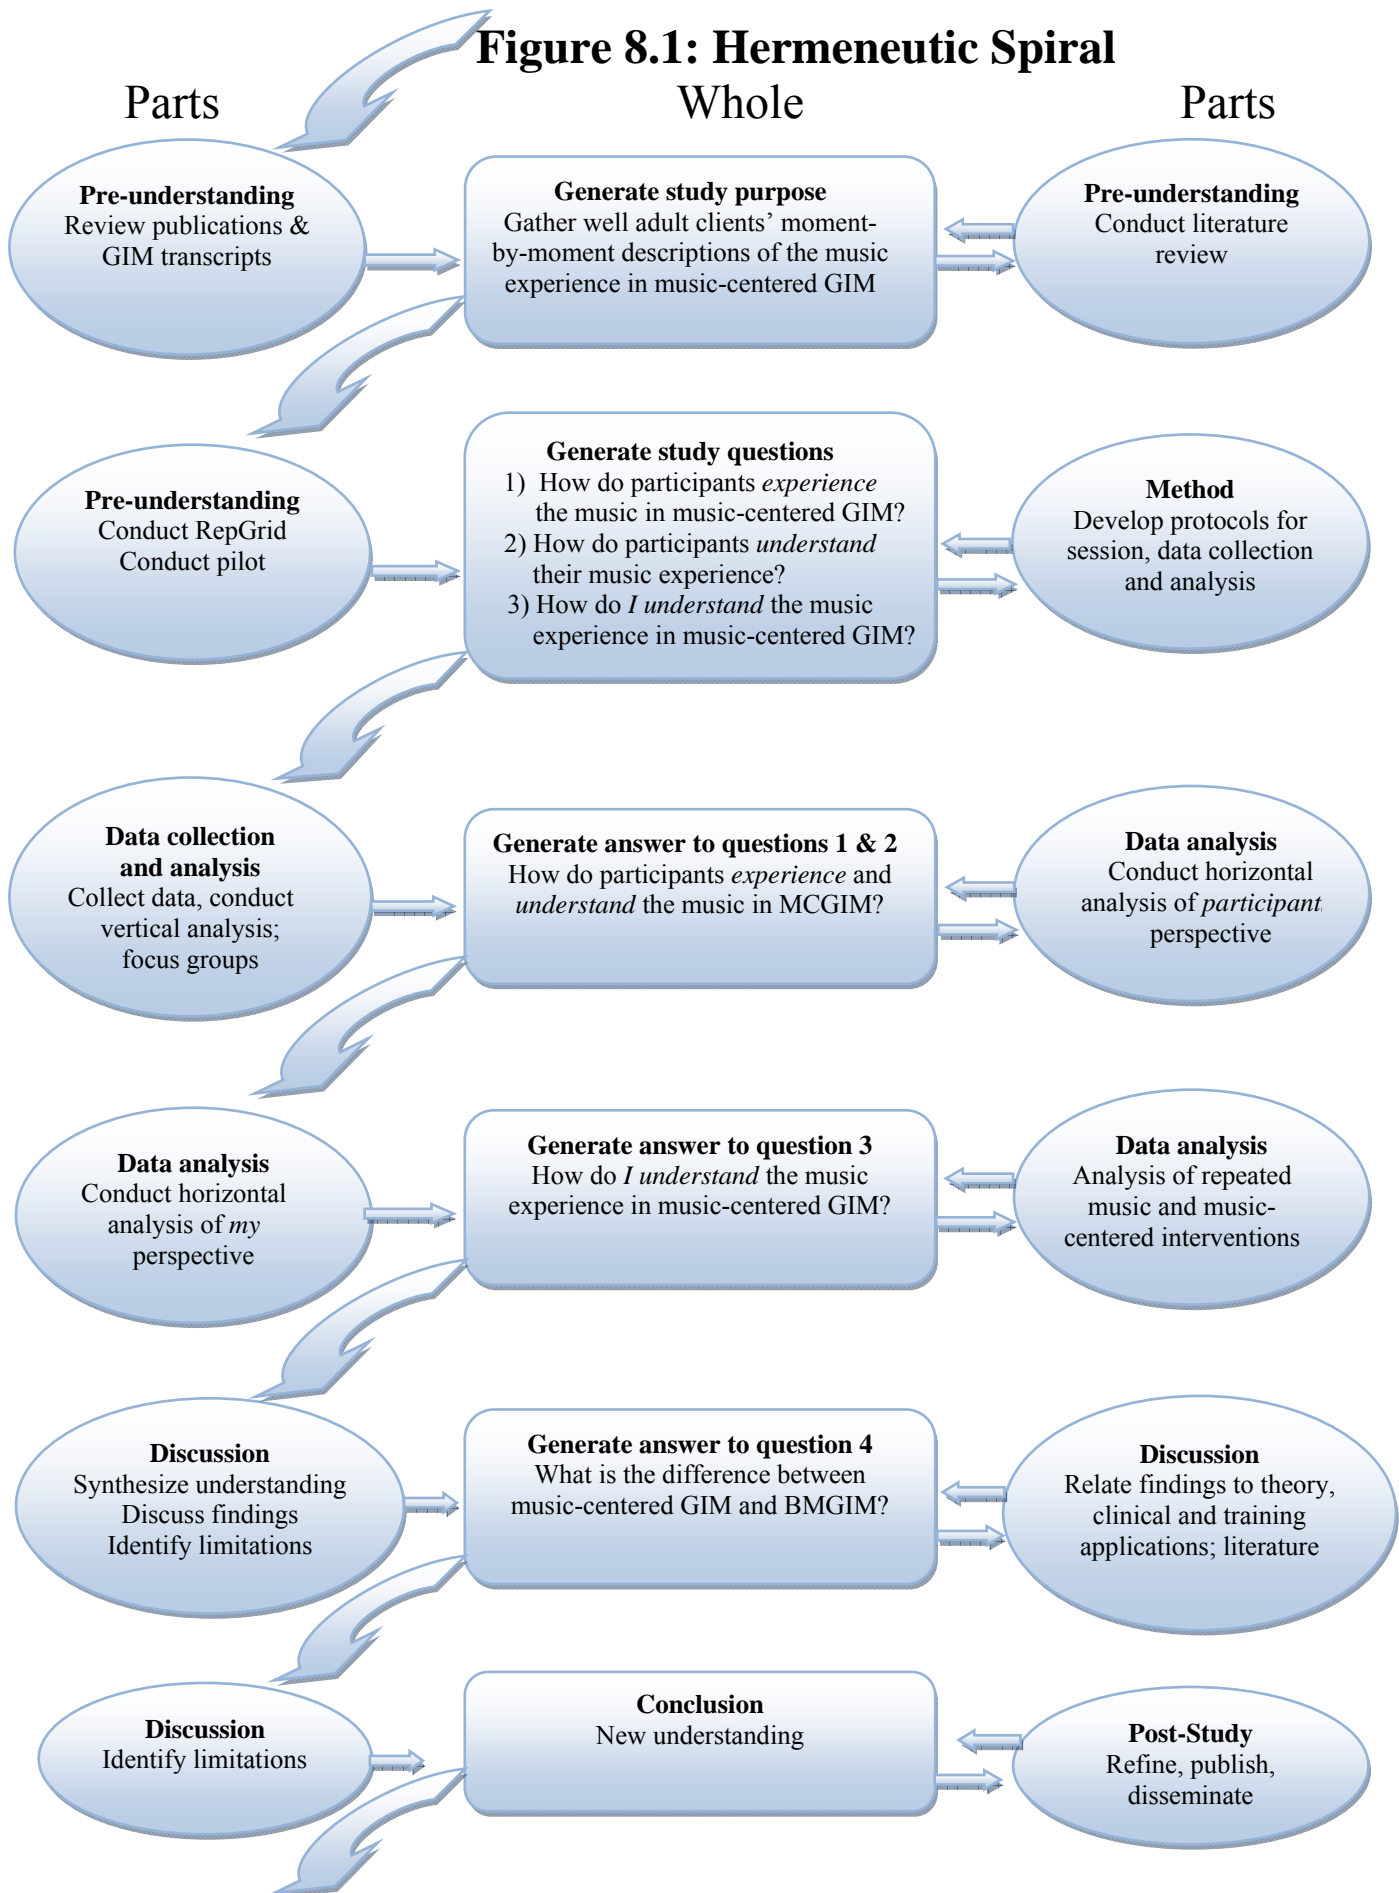 Figure 8.1: Hermeneutic Spiral
Parts
Whole
Parts
Pre-understanding
Review publications &
GIM transcripts
Generate study purpose
Gather well adult clients’ moment-
by-moment descriptions of the music
experience in music-centered GIM
Pre-understanding
Conduct literature
review
Pre-understanding
Conduct RepGrid
Conduct pilot
Generate study questions
1) How do participants experience
the music in music-centered GIM?
2) How do participants understand
their music experience?
3) How do I understand the music
experience in music-centered GIM?
Method
Develop protocols for
session, data collection
and analysis
Data collection
and analysis
Collect data, conduct
vertical analysis;
focus groups
Generate answer to questions 1 & 2
How do participants experience and
understand the music in MCGIM?
Data analysis
Conduct horizontal
analysis of participant
perspective
Data analysis
Conduct horizontal
analysis of my
perspective
Generate answer to question 3
How do I understand the music
experience in music-centered GIM?
Data analysis
Analysis of repeated
music and music-
centered interventions
Discussion
Synthesize understanding
Discuss findings
Identify limitations
Generate answer to question 4
What is the difference between
music-centered GIM and BMGIM?
Discussion
Relate findings to theory,
clinical and training
applications; literature
Discussion
Identify limitations
Conclusion
New understanding
Post-Study
Refine, publish,
disseminate